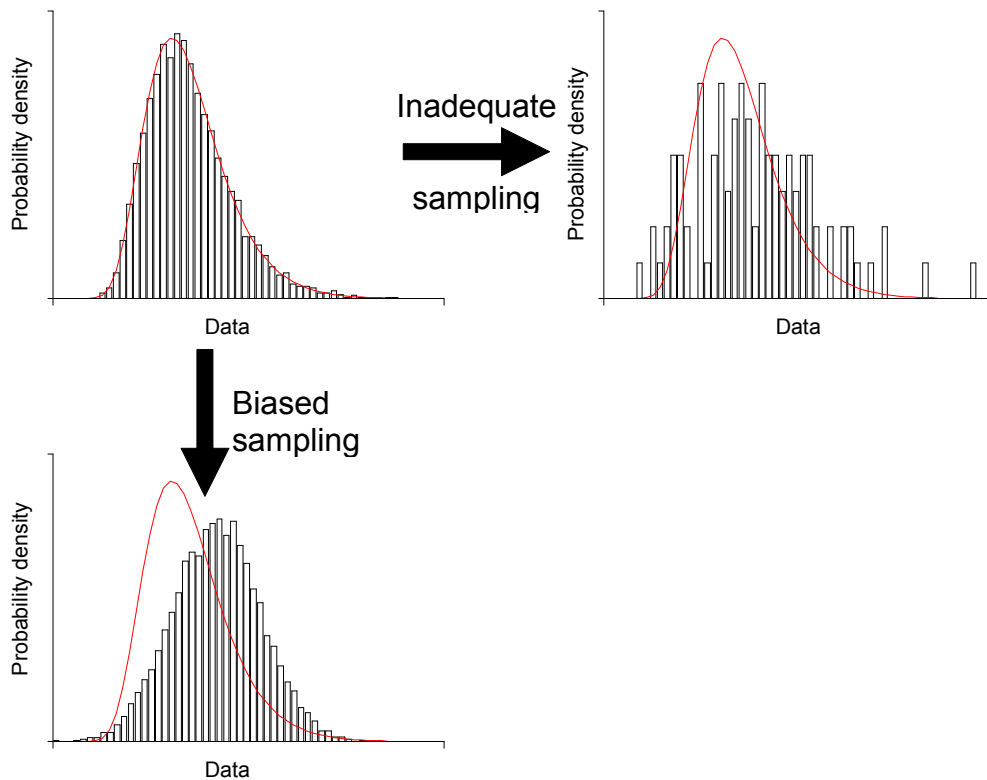 Probability density
Data
Inadequate
sampling
Probability density
Data
Biased
sampling
Probability density
Data